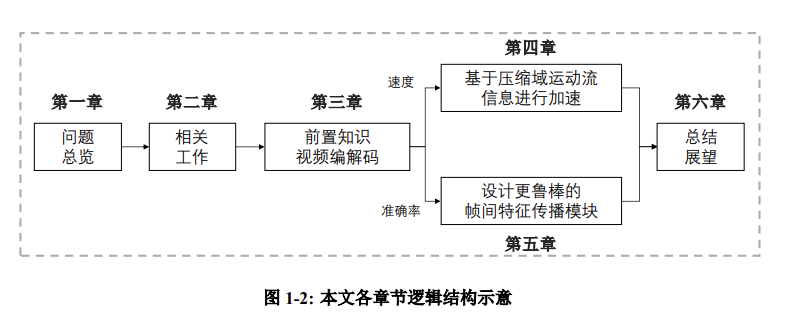 第一章
问题
总览
第二章
相关
工作
第三章
前置知识
视频编解码
速度
第四章
基于压缩域运动流
信息进行加速
准确率
设计更鲁棒的
帧间特征传播模块
第五章
第六章
总结
展望
图 1-2: 本文各章节逻辑结构示意